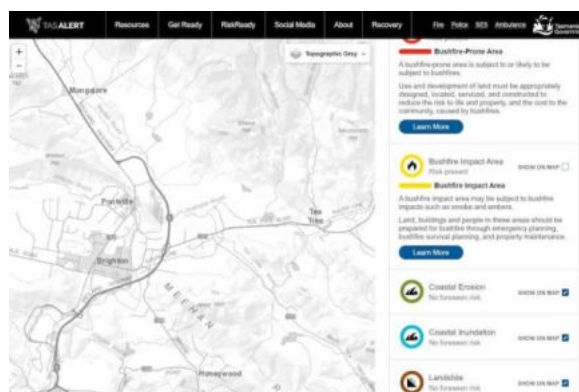 TASALERT
Resources
Get Ready
RiskReady
Social Media
About
Recovery
Fire
Police
SES
Ambulance
Tasmanian
Government
+
−
Topographic Grey
Mangalore
Pontville
Brighton
Tea
Tree
MEEHAN
Honeywood
Bushfire-Prone Area
A bushfire-prone area is subject to or likely to be
subject to bushfires.
Use and development of land must be appropriately
designed, located, serviced, and constructed to
reduce the risk to life and property, and the cost to the
community, caused by bushfires.
Learn More
Bushfire Impact Area
SHOW ON MAP
Risk present
Bushfire Impact Area
A bushfire impact area may be subject to bushfire
impacts such as smoke and embers.
Land, buildings and people in these areas should be
prepared for bushfire through emergency planning,
bushfire survival planning, and property maintenance.
Learn More
Coastal Erosion
SHOW ON MAP
No foreseen risk
Coastal Inundation
SHOW ON MAP
No foreseen risk
Landslide
SHOW ON MAP
No foreseen risk